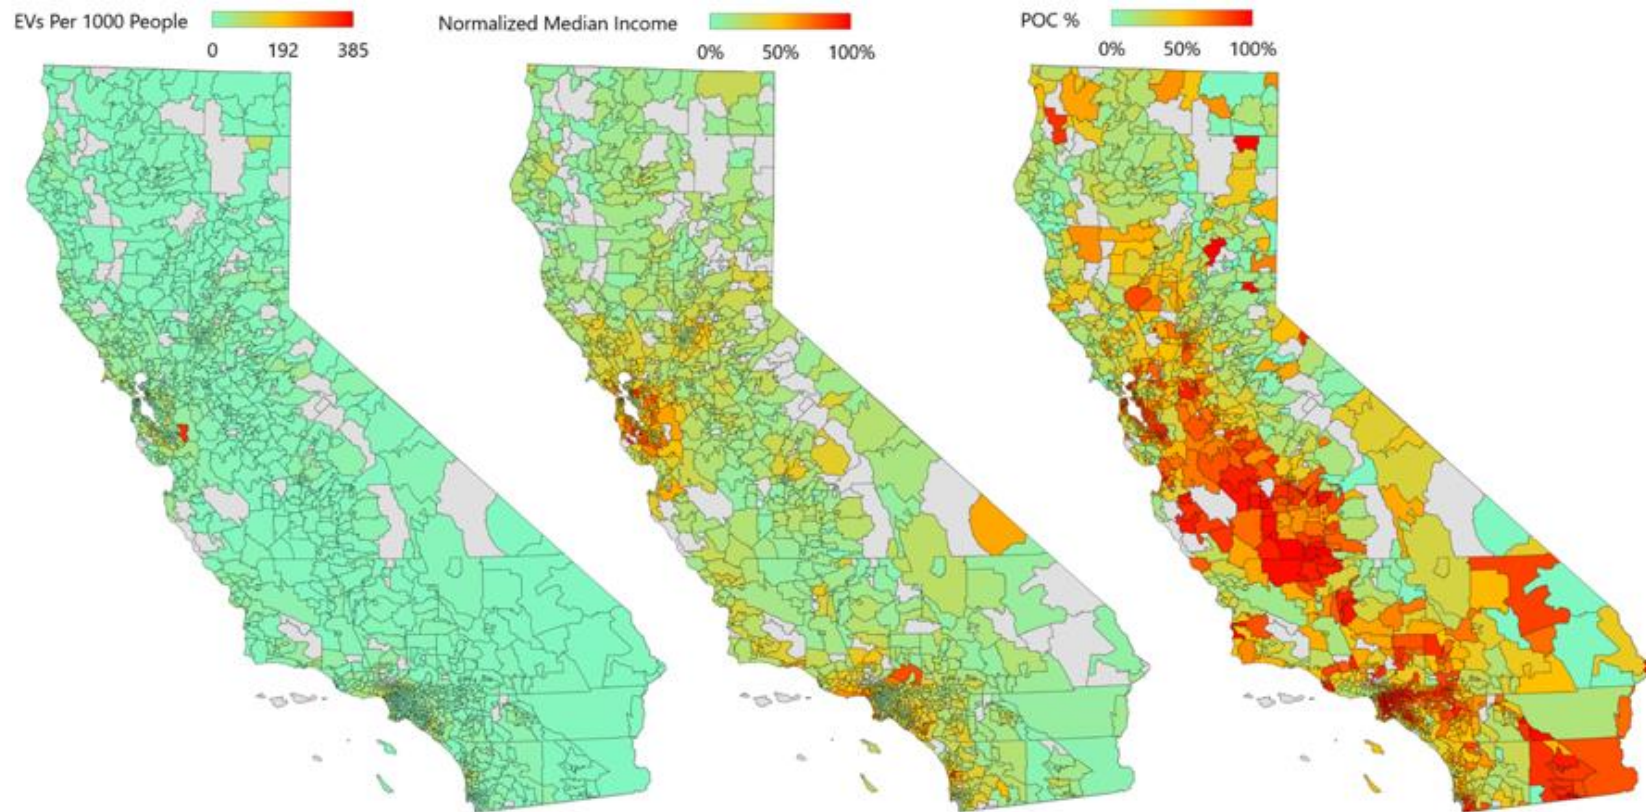 EVs Per 1000 People
0 192 385
Normalized Median Income
0% 50% 100%
POC %
0% 50% 100%